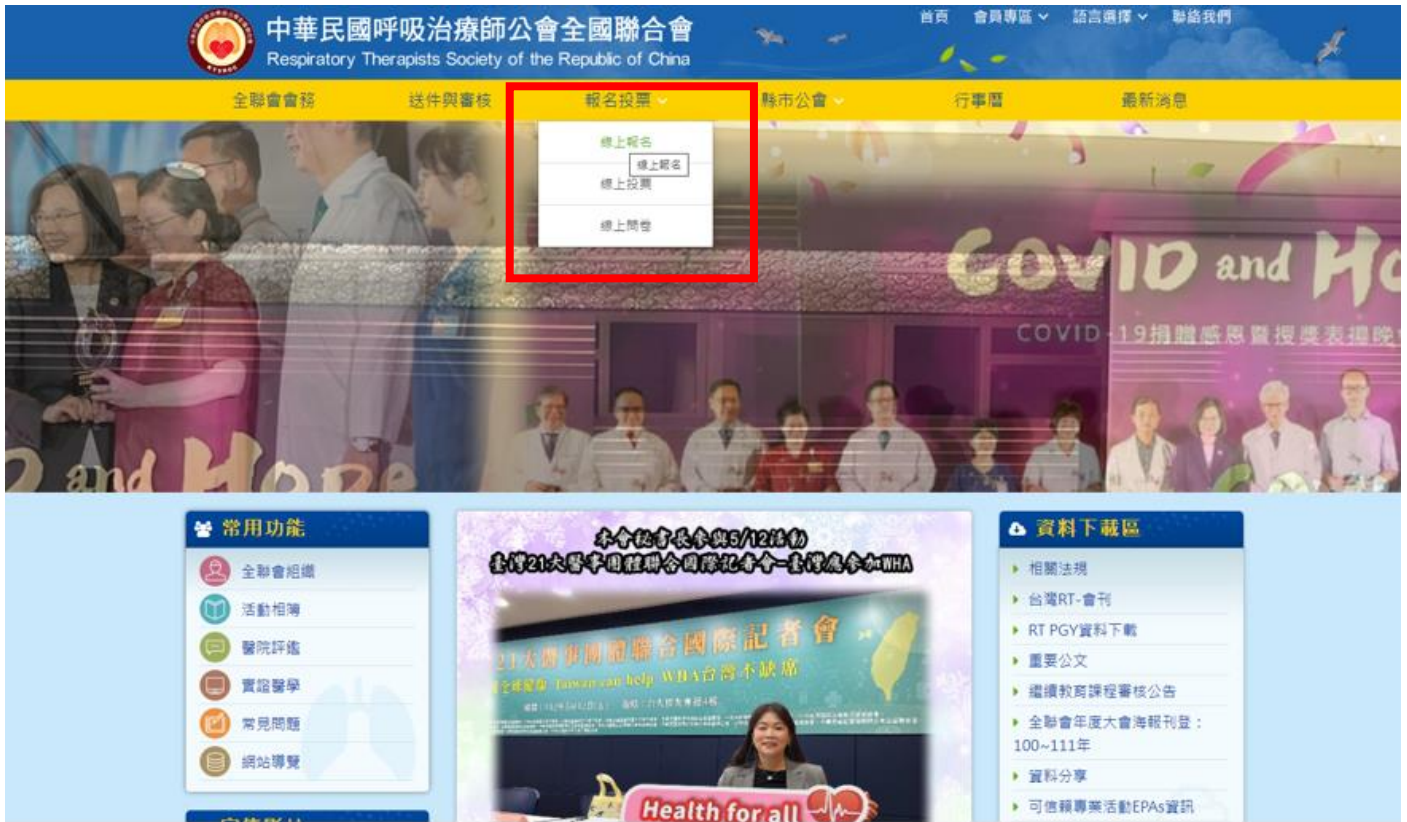 中華民國呼吸治療師公會全國聯合會
Respiratory Therapists Society of the Republic of China
首頁 會員專區 語言選擇 聯絡我們
全聯會會務 送件與審核 報名投票 縣市公會 行事曆 最新消息
線上報名
線上報名
線上投票
線上問卷
COVID and Ho
COVID-19捐贈感恩暨授獎表揚晚會
D and HOPE
常用功能
全聯會組織
活動相簿
醫院評鑑
實證醫學
常見問題
網站導覽
本會秘書長參與5/12活動
臺灣21大醫事團體聯合國際記者會-臺灣應參加WHA
21大醫事團體聯合國際記者會
Taiwan can help WHA台灣不缺席
Health for all
資料下載區
相關法規
台灣RT-會刊
RT PGY資料下載
重要公文
繼續教育課程審核公告
全聯會年度大會海報刊登：
100~111年
資料分享
可信賴專業活動EPAs資訊